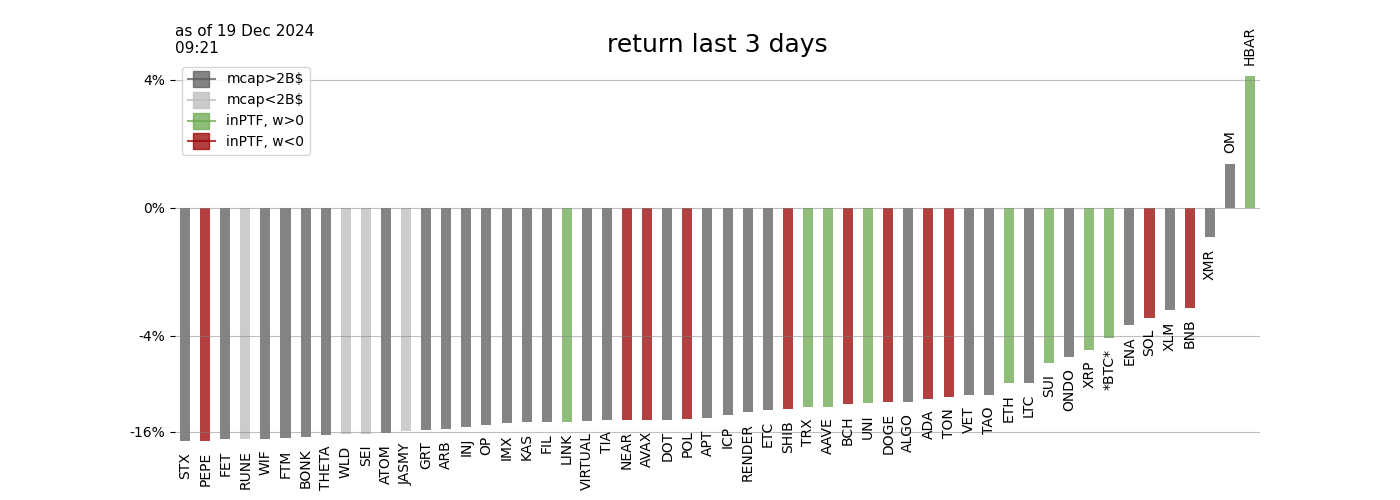 as of 19 Dec 2024
09:21
return last 3 days
mcap>2B$
mcap<2B$
inPTF, w>0
inPTF, w<0
4%
0%
-4%
-16%
STX
PEPE
FET
RUNE
WIF
FTM
BONK
THETA
WLD
SEI
ATOM
JASMY
GRT
ARB
INJ
OP
IMX
KAS
FIL
LINK
VIRTUAL
TIA
NEAR
AVAX
DOT
POL
APT
ICP
RENDER
ETC
SHIB
TRX
AAVE
BCH
UNI
DOGE
ALGO
ADA
TON
VET
TAO
ETH
LTC
SUI
ONDO
XRP
*BTC*
ENA
SOL
XLM
BNB
XMR
OM
HBAR